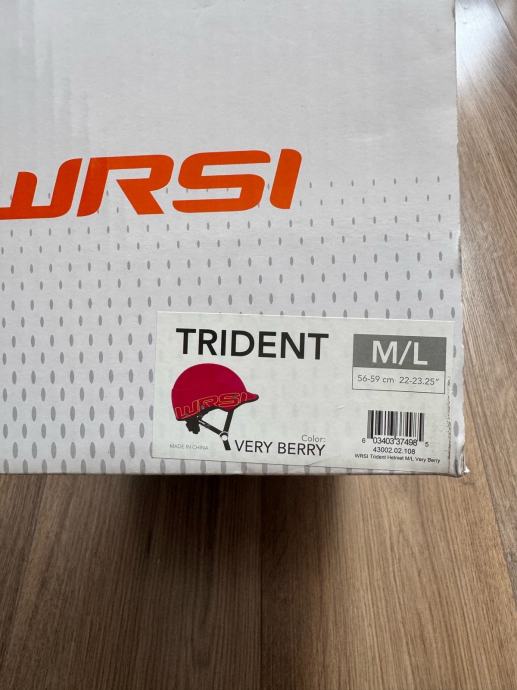 WRSI
TRIDENT
M/L
56-59 cm 22-23.25"
WRSI
MADE IN CHINA
Color:
VERY BERRY
6 03403 37498 5
43002.02.108
WRSI Trident Helmet M/L Very Berry